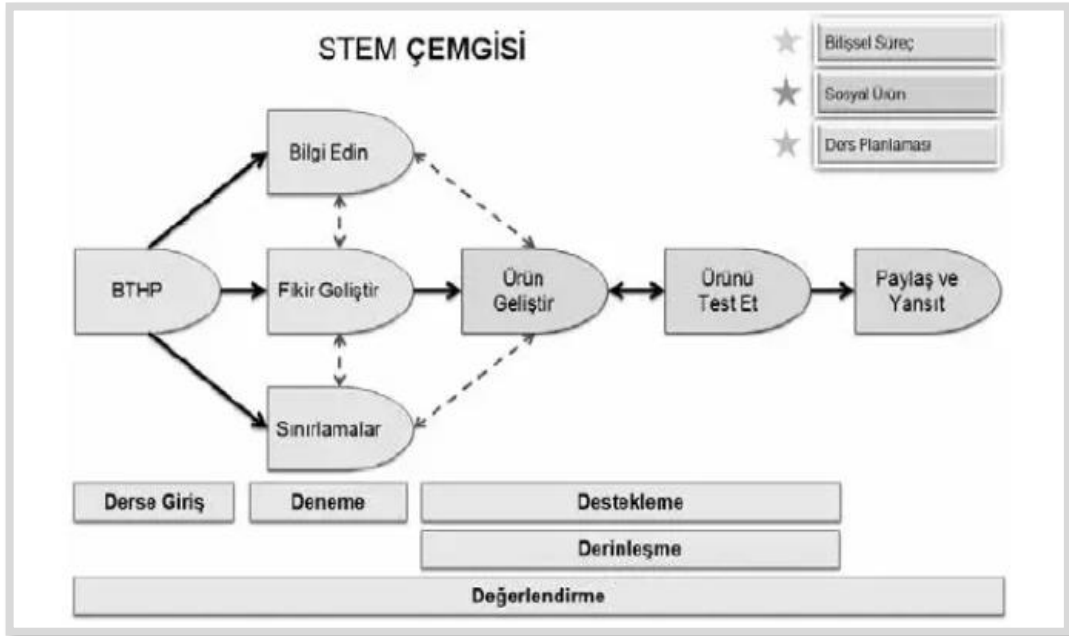 STEM ÇEMGİSİ
Bilişsel Süreç
Sosyal Ürün
Ders Planlaması
Bilgi Edin
BTHP
Fikir Geliştir
Ürün
Geliştir
Ürünü
Test Et
Paylaş ve
Yansıt
Sınırlamalar
Derse Giriş
Deneme
Destekleme
Derinleşme
Değerlendirme